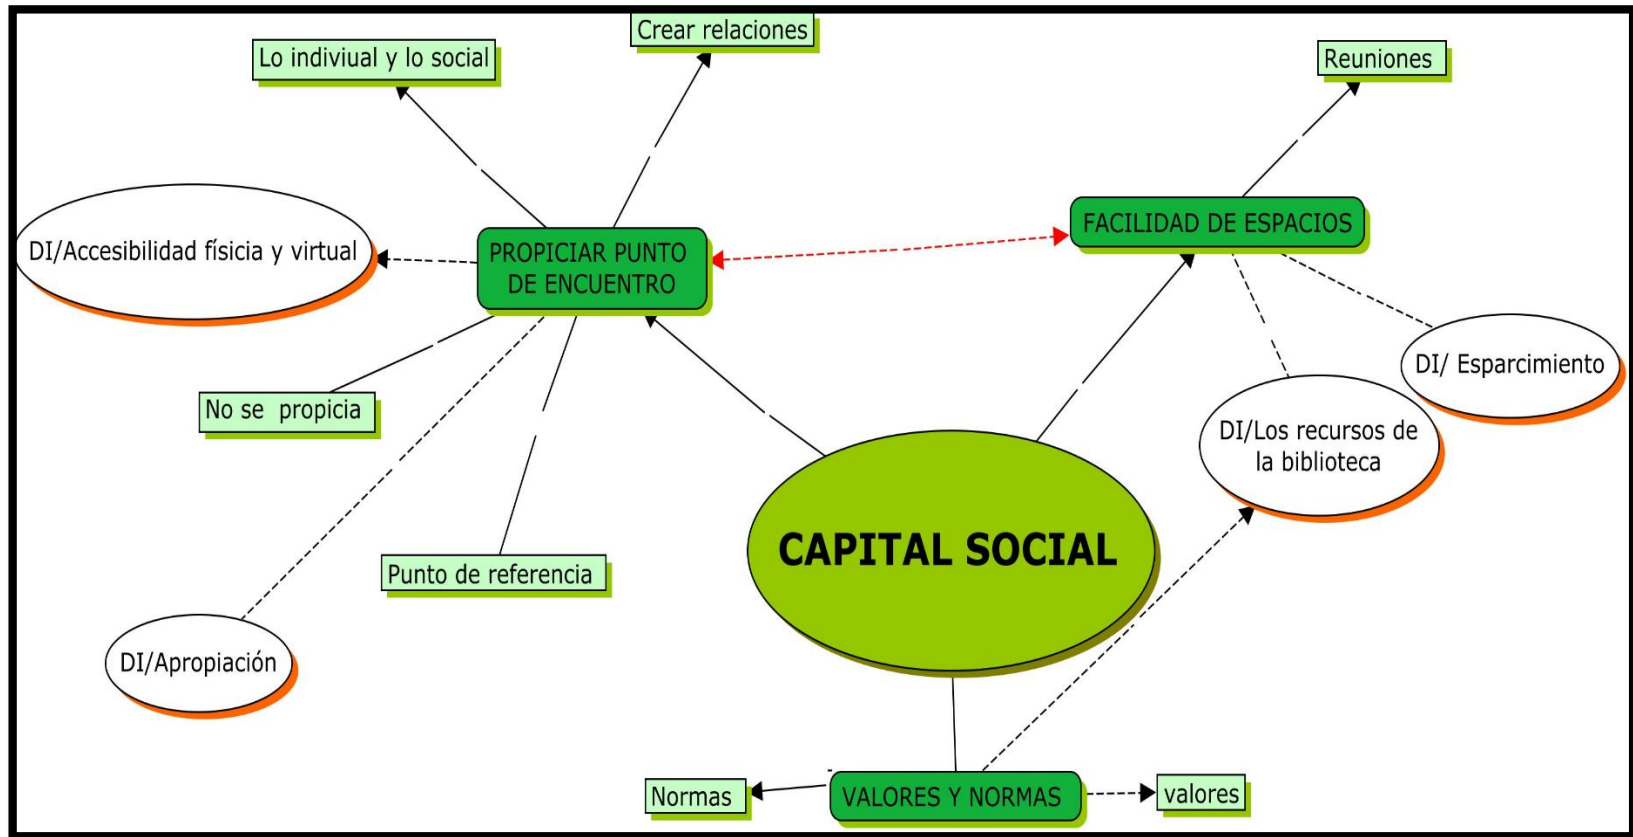 Crear relaciones
Lo indiviual y lo social
Reuniones
FACILIDAD DE ESPACIOS
DI/Accesibilidad físicia y virtual
PROPICIAR PUNTO
DE ENCUENTRO
DI/ Esparcimiento
No se propicia
DI/Los recursos de
la biblioteca
CAPITAL SOCIAL
Punto de referencia
DI/Apropiación
Normas
VALORES Y NORMAS
valores